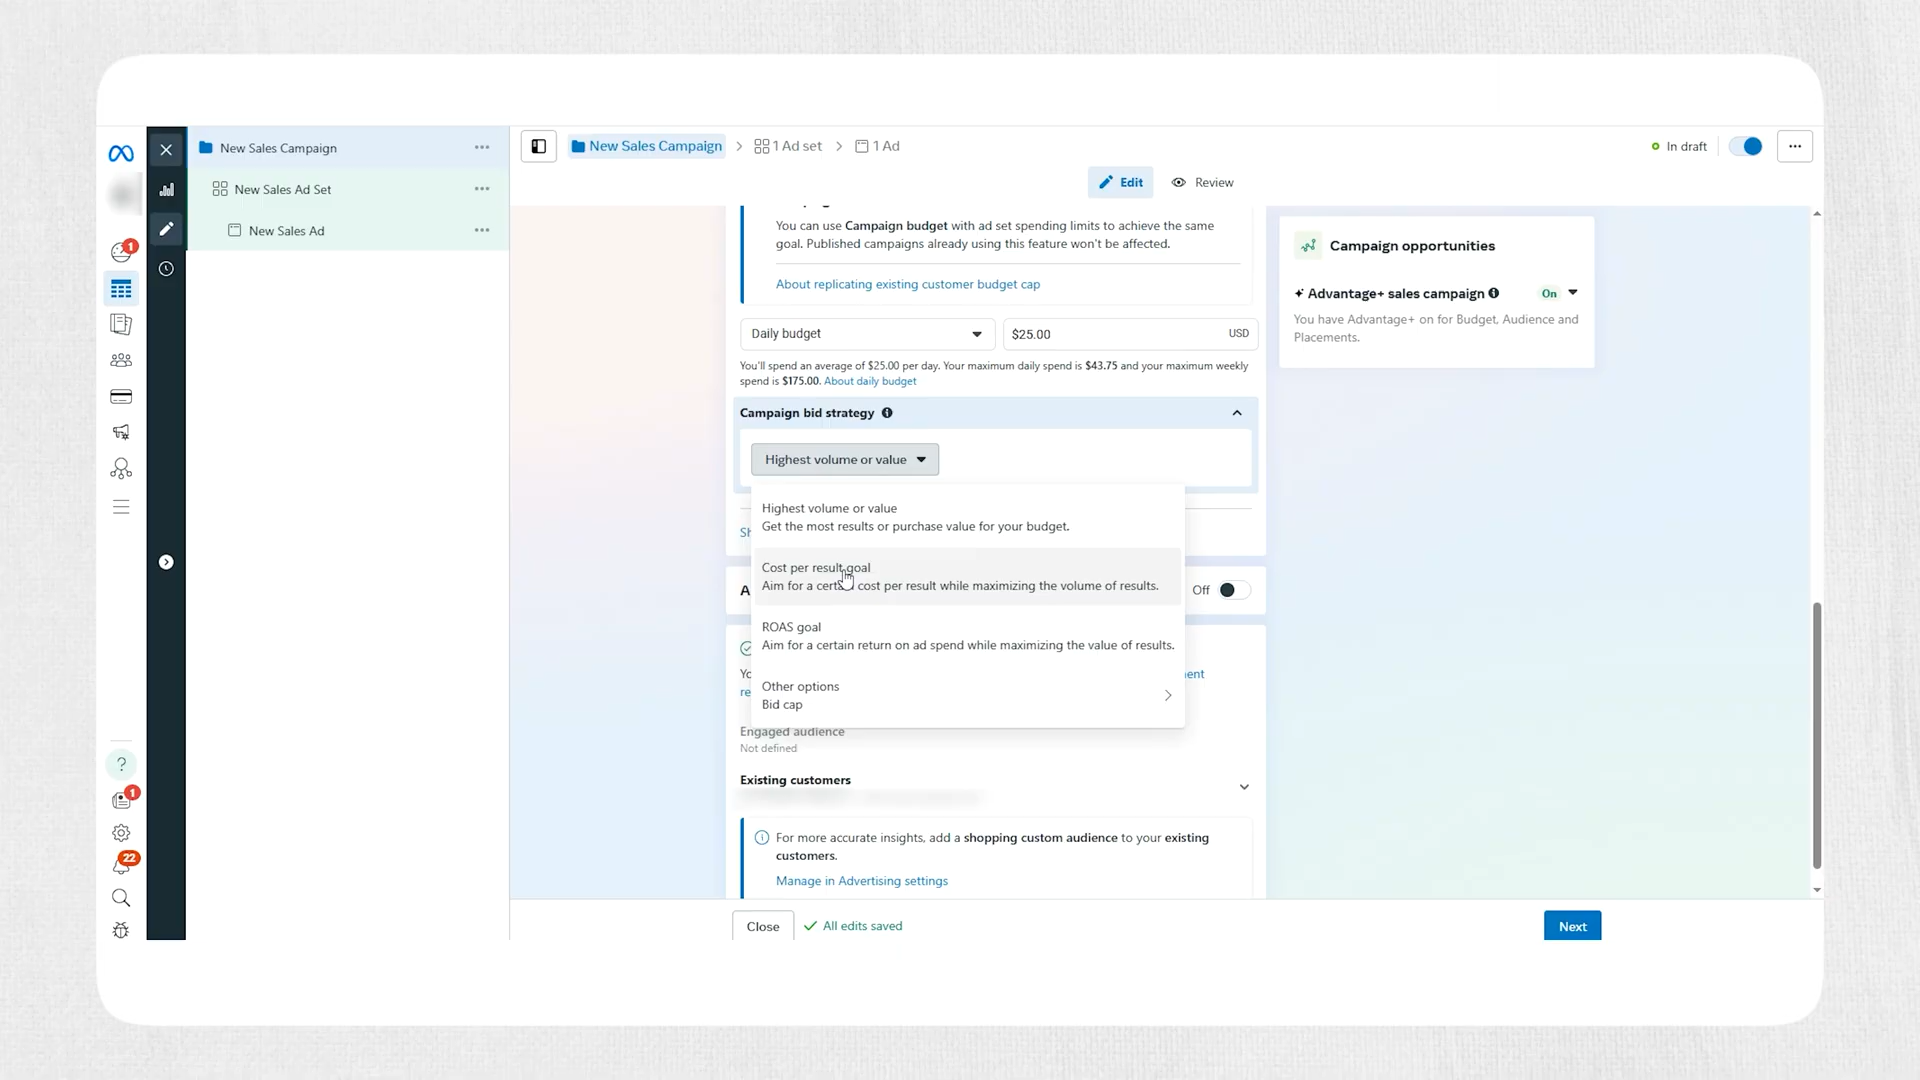 New Sales Campaign
New Sales Ad Set
New Sales Ad
1
1
22
?
New Sales Campaign
1 Ad set
1 Ad
In draft
Edit
Review
You can use Campaign budget with ad set spending limits to achieve the same
goal. Published campaigns already using this feature won't be affected.
About replicating existing customer budget cap
Daily budget
$25.00
USD
You'll spend an average of $25.00 per day. Your maximum daily spend is $43.75 and your maximum weekly
spend is $175.00. About daily budget
Campaign bid strategy
Highest volume or value
Highest volume or value
Get the most results or purchase value for your budget.
Sh
Cost per result goal
Aim for a certain cost per result while maximizing the volume of results.
A
Off
ROAS goal
Aim for a certain return on ad spend while maximizing the value of results.
Yo
ent
re
Other options
Bid cap
Engaged audience
Not defined
Existing customers
For more accurate insights, add a shopping custom audience to your existing
customers.
Manage in Advertising settings
Close
All edits saved
Next
Campaign opportunities
Advantage+ sales campaign
On
You have Advantage+ on for Budget, Audience and
Placements.